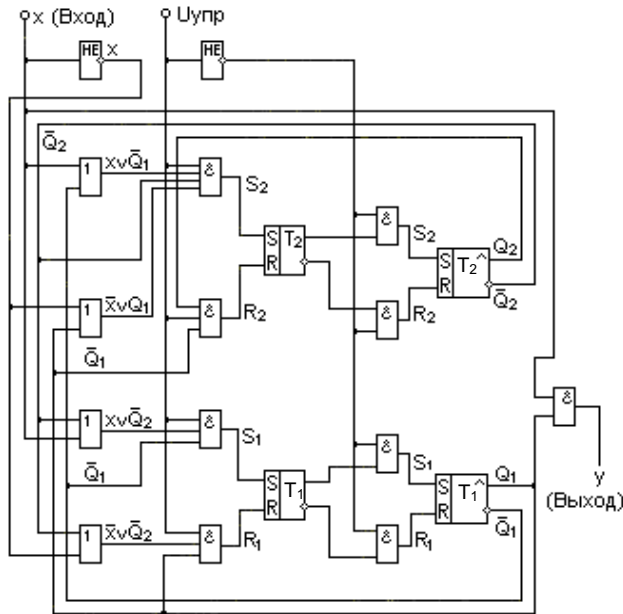 x (Вход) Uупр
НЕ x НЕ
Q̄₂
1 xvQ̄₁ & S₂ &
S T₂ S₂ Q₂
R S T₂^
R Q̄₂
1 x̄vQ₁ & R₂ & R₂
Q̄₁
&
1 xvQ̄₂ & S₁ &
Q̄₁ S T₁ S₁ Q₁ y
R S T₁^ (Выход)
R Q̄₁
1 x̄vQ̄₂ & R₁ & R₁